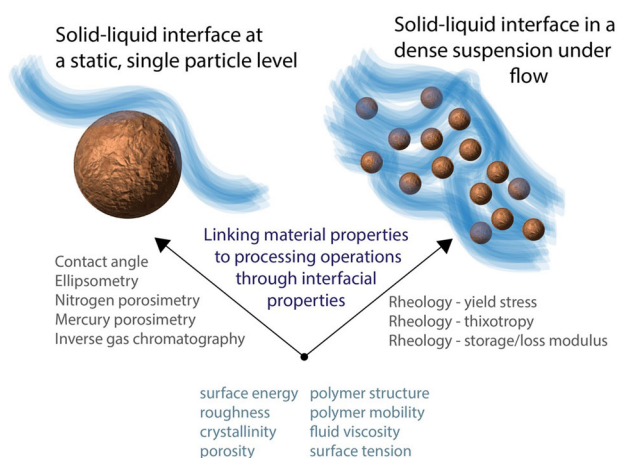 Solid-liquid interface at
a static, single particle level
Solid-liquid interface in a
dense suspension under
flow
Linking material properties
to processing operations
through interfacial
properties
Contact angle
Ellipsometry
Nitrogen porosimetry
Mercury porosimetry
Inverse gas chromatography
Rheology - yield stress
Rheology - thixotropy
Rheology - storage/loss modulus
surface energy
roughness
crystallinity
porosity
polymer structure
polymer mobility
fluid viscosity
surface tension